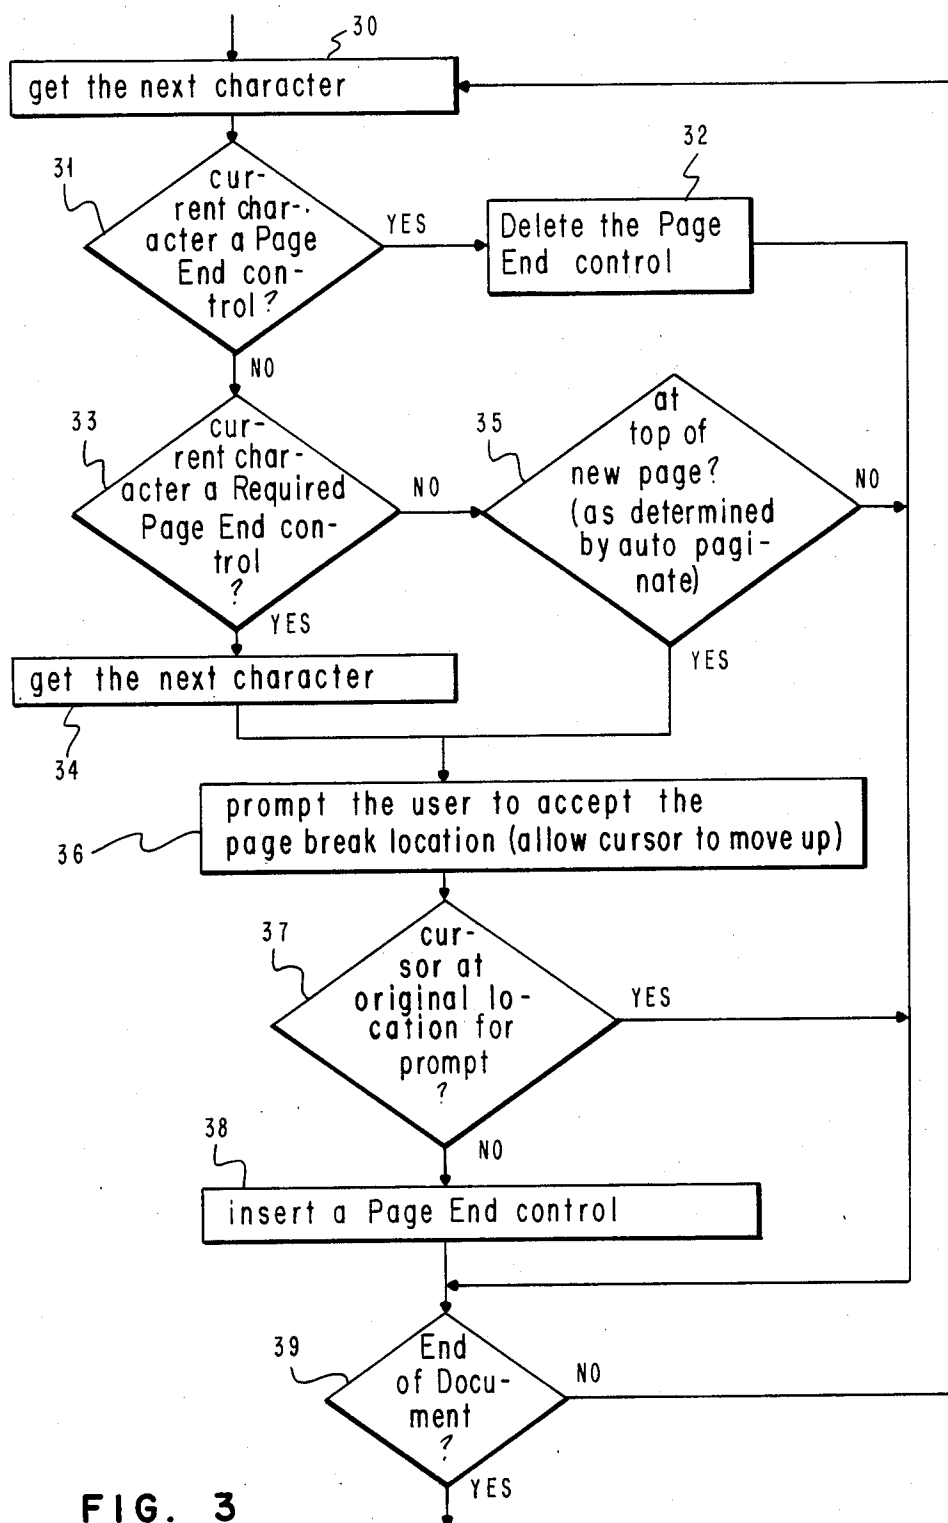 30
get the next character
31
cur-
rent char-
acter a Page
End con-
trol?
YES
32
Delete the Page
End control
NO
33
cur-
rent char-
acter a Required
Page End con-
trol
?
NO
35
at
top of
new page?
(as determined
by auto pagi-
nate)
NO
YES
YES
get the next character
34
prompt the user to accept the
page break location (allow cursor to move up)
36
37
cur-
sor at
original lo-
cation for
prompt
?
YES
NO
38
insert a Page End control
39
End
of Docu-
ment
?
NO
YES
FIG. 3